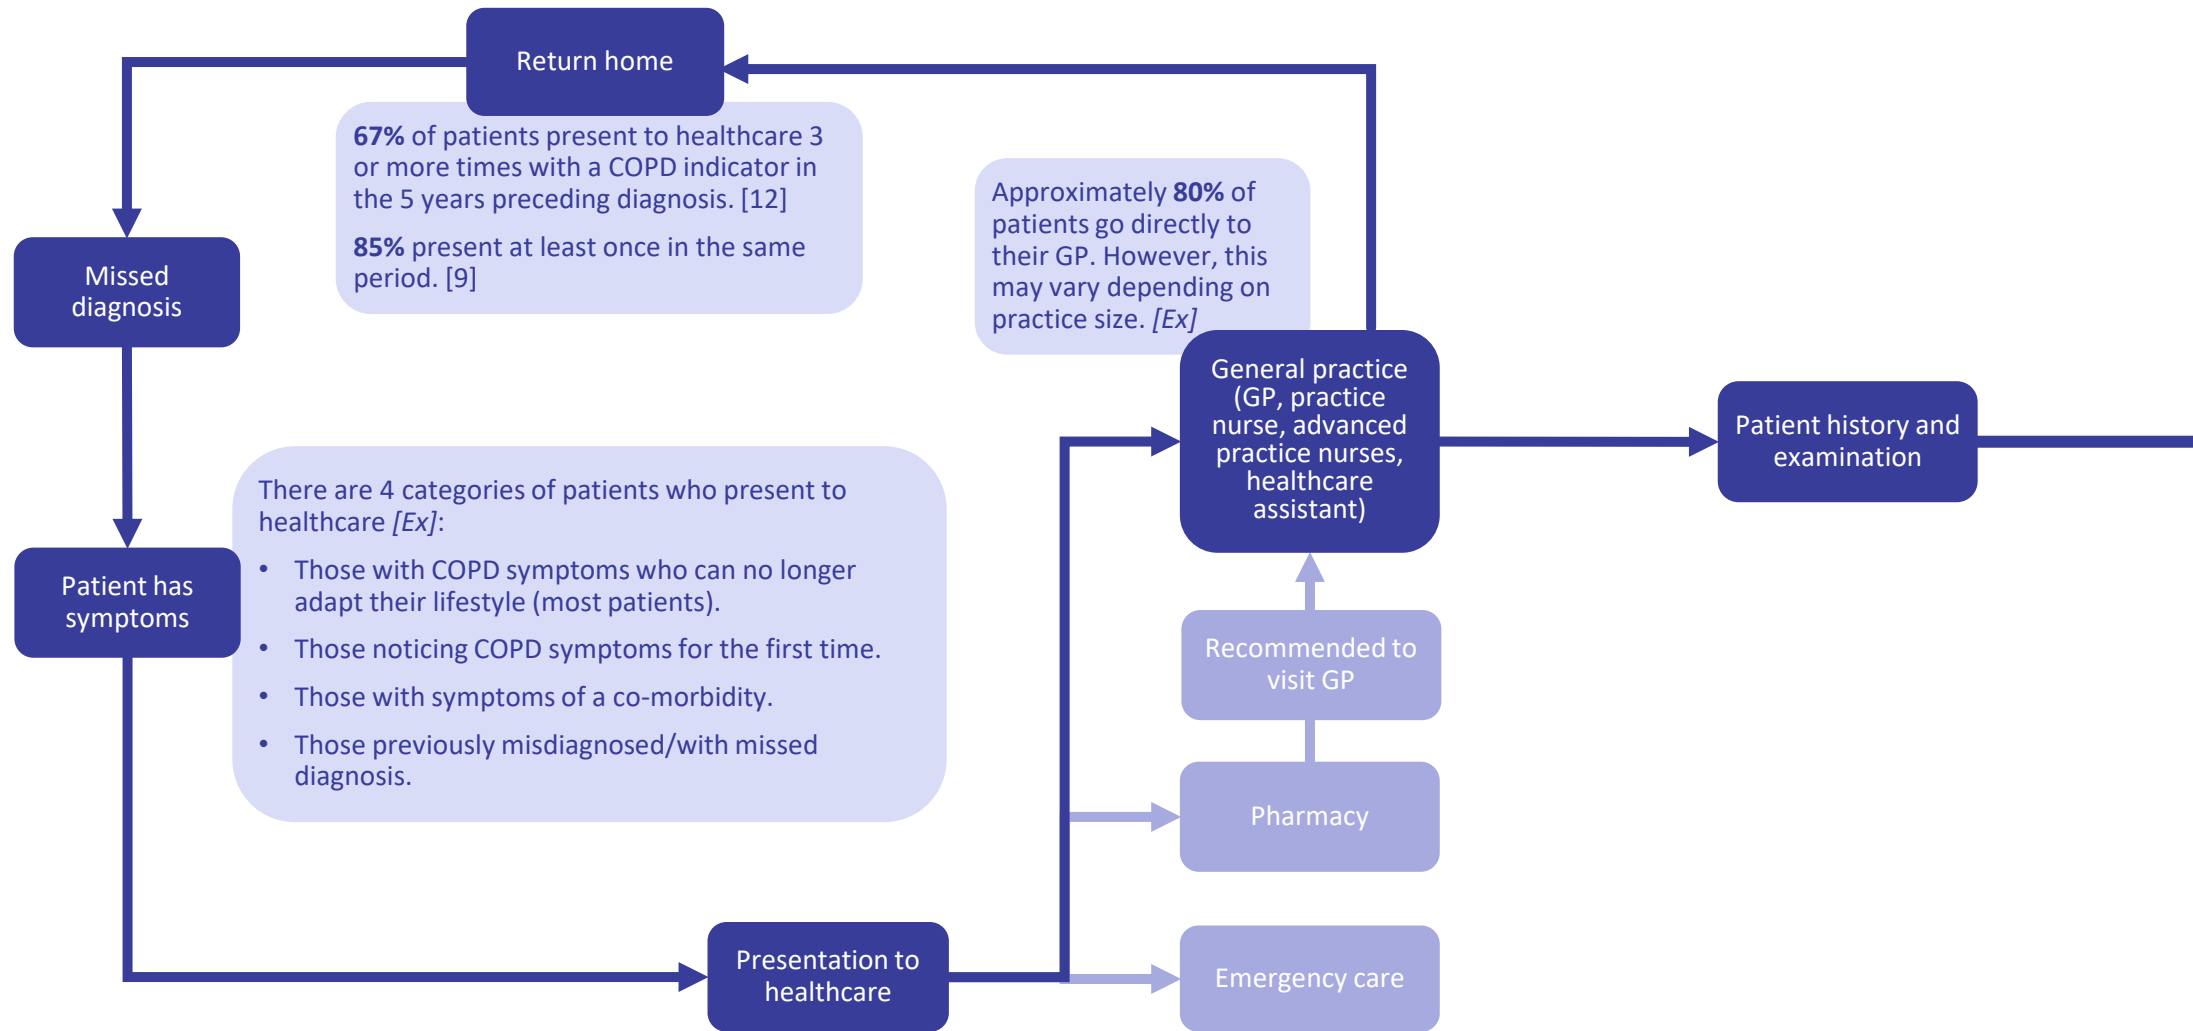 Return home
67% of patients present to healthcare 3
or more times with a COPD indicator in
the 5 years preceding diagnosis. [12]
85% present at least once in the same
period. [9]
Approximately 80% of
patients go directly to
their GP. However, this
may vary depending on
practice size. [Ex]
Missed
diagnosis
General practice
(GP, practice
nurse, advanced
practice nurses,
healthcare
assistant)
Patient history and
examination
There are 4 categories of patients who present to
healthcare [Ex]:
• Those with COPD symptoms who can no longer
adapt their lifestyle (most patients).
• Those noticing COPD symptoms for the first time.
• Those with symptoms of a co-morbidity.
• Those previously misdiagnosed/with missed
diagnosis.
Patient has
symptoms
Recommended to
visit GP
Pharmacy
Presentation to
healthcare
Emergency care